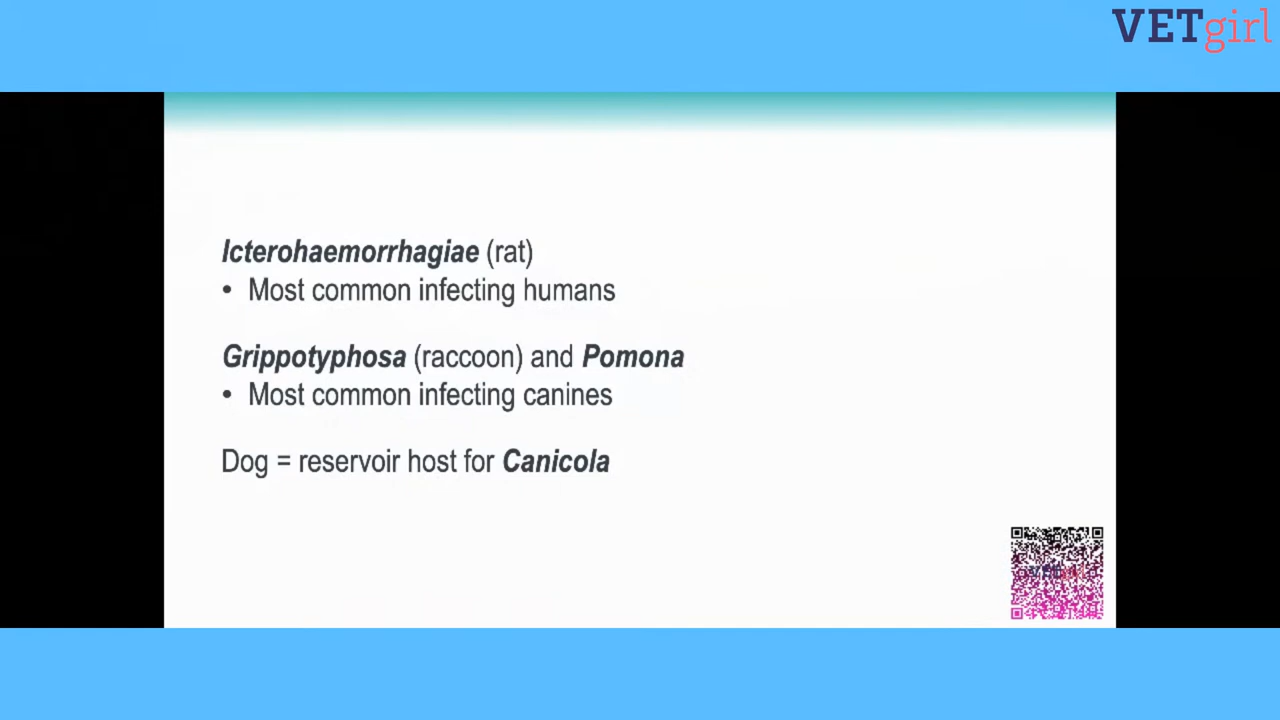 VETgirl
Icterohaemorrhagiae (rat)
• Most common infecting humans
Grippotyphosa (raccoon) and Pomona
• Most common infecting canines
Dog = reservoir host for Canicola
VETgirl